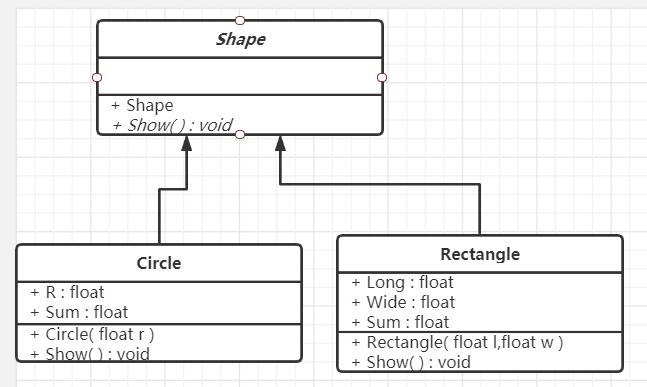 Shape
+ Shape
+ Show( ) : void
Circle
+ R : float
+ Sum : float
+ Circle( float r )
+ Show( ) : void
Rectangle
+ Long : float
+ Wide : float
+ Sum : float
+ Rectangle( float l,float w )
+ Show( ) : void